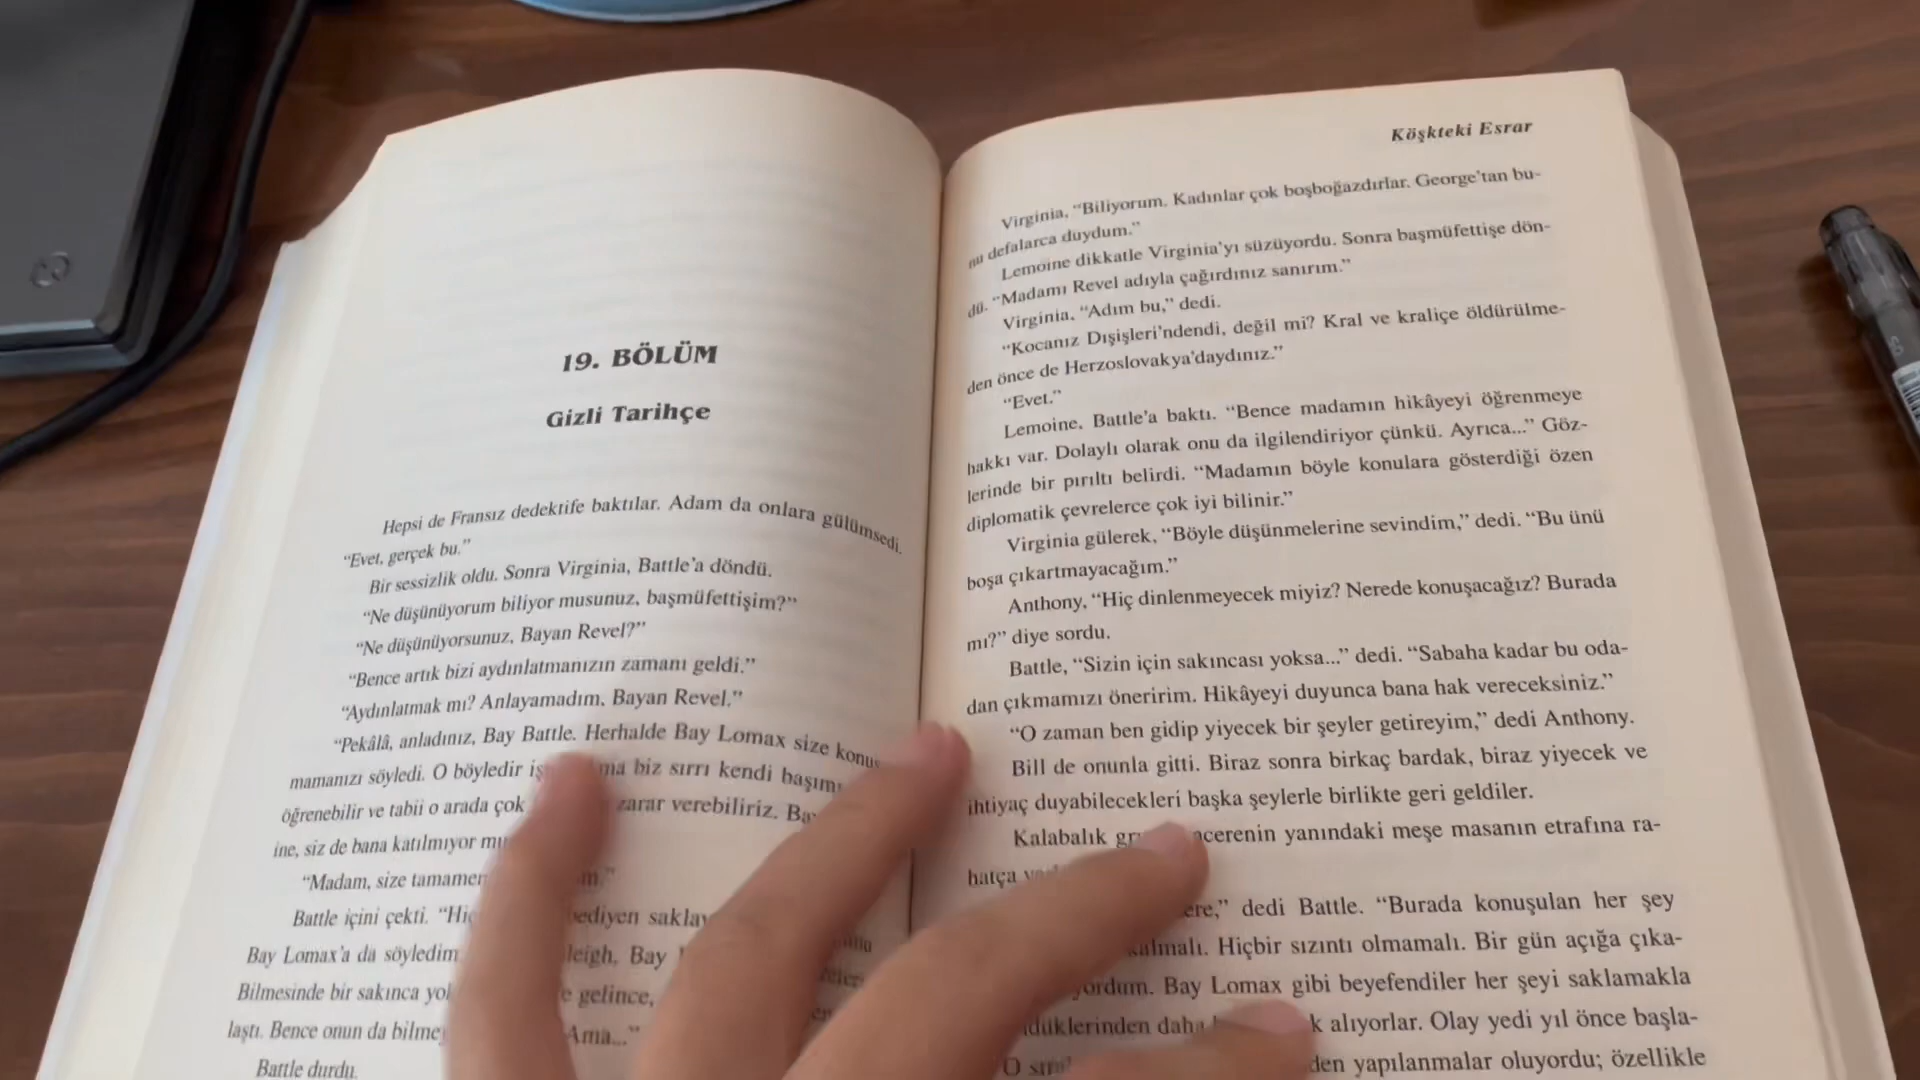 19. BÖLÜM
Gizli Tarihçe
Hepsi de Fransız dedektife baktılar. Adam da onlara gülümsedi.
“Evet, gerçek bu.”
Bir sessizlik oldu. Sonra Virginia, Battle’a döndü.
“Ne düşünüyorum biliyor musunuz, başmüfettişim?”
“Ne düşünüyorsunuz, Bayan Revel?”
“Bence artık bizi aydınlatmanızın zamanı geldi.”
“Aydınlatmak mı? Anlayamadım, Bayan Revel.”
“Pekâlâ, anladınız, Bay Battle. Herhalde Bay Lomax size
mamanızı söyledi. O böyledir biz sırrı kendi
öğrenebilir ve tabii o arada çok zarar verebiliriz.
ine, siz de bana katılmıyor
“Madam, size
Battle içini çekti. saklay
Bay Lomax’a da söyledim Bay
Bilmesinde bir sakınca gelince,
laştı. Bence onun da Ama...”
Battle durdu.
Köşkteki Esrar
Virginia, “Biliyorum. Kadınlar çok boşboğazdırlar. George’tan bu-
nu defalarca duydum.”
Lemoine dikkatle Virginia’yı süzüyordu. Sonra başmüfettişe dön-
dü. “Madamı Revel adıyla çağırdınız sanırım.”
Virginia, “Adım bu,” dedi.
“Kocanız Dışişleri’ndendi, değil mi? Kral ve kraliçe öldürülme-
den önce de Herzoslovakya’daydınız.”
“Evet.”
Lemoine, Battle’a baktı. “Bence madamın hikâyeyi öğrenmeye
hakkı var. Dolaylı olarak onu da ilgilendiriyor çünkü. Ayrıca...” Göz-
lerinde bir pırıltı belirdi. “Madamın böyle konulara gösterdiği özen
diplomatik çevrelerce çok iyi bilinir.”
Virginia gülerek, “Böyle düşünmelerine sevindim,” dedi. “Bu ünü
boşa çıkartmayacağım.”
Anthony, “Hiç dinlenmeyecek miyiz? Nerede konuşacağız? Burada
mı?” diye sordu.
Battle, “Sizin için sakıncası yoksa...” dedi. “Sabaha kadar bu oda-
dan çıkmamızı öneririm. Hikâyeyi duyunca bana hak vereceksiniz.”
“O zaman ben gidip yiyecek bir şeyler getireyim,” dedi Anthony.
Bill de onunla gitti. Biraz sonra birkaç bardak, biraz yiyecek ve
ihtiyaç duyabilecekleri başka şeylerle birlikte geri geldiler.
Kalabalık yanındaki meşe masanın etrafına ra-
hatça
dedi Battle. “Burada konuşulan her şey
kalmalı. Hiçbir sızıntı olmamalı. Bir gün açığa çıka-
Bay Lomax gibi beyefendiler her şeyi saklamakla
daha alıyorlar. Olay yedi yıl önce başla-
yapılanmalar oluyordu; özellikle